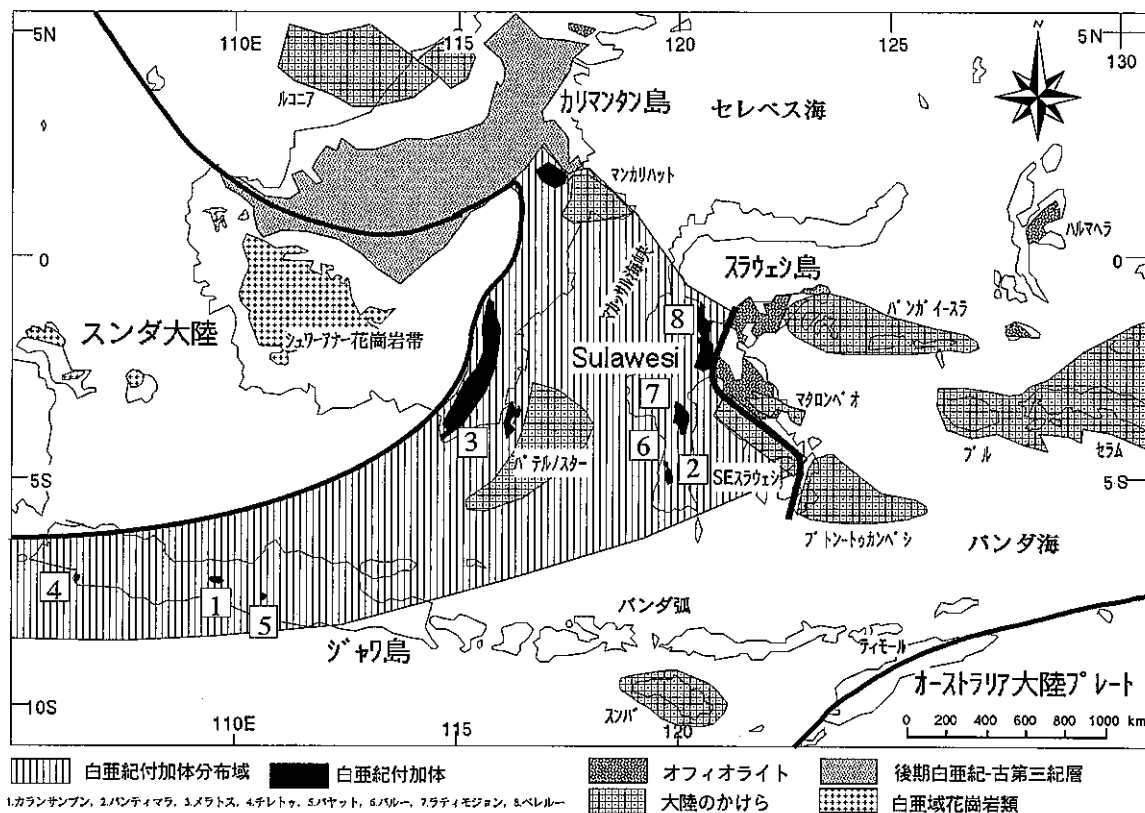 5N
110E
115
120
125
5N
130
N
ルコニア
カリマンタン島
セレベス海
マンカリハット
ハルマヘラ
0
0
マカッサル海峡
スラウェシ島
バンガイースラ
スンダ大陸
シュワーアナー花崗岩帯
8
Sulawesi
7
マタロンベオ
3
6
2
パテルノスター
ブル
セラム
5S
SEスラウェシ
5S
ブトン-トゥカンベシ
バンダ海
4
1
5
バンダ弧
ジャワ島
ティモール
オーストラリア大陸プレート
スンバ
10S
110E
115
120
0 200 400 600 800 1000 km
白亜紀付加体分布域
白亜紀付加体
オフィオライト
後期白亜紀-古第三紀層
1.カランサンブン, 2.バンティマラ, 3.メラトス, 4.チレトゥ, 5.バヤット, 6.バルー, 7.ラティモジョン, 8.ペレルー
大陸のかけら
白亜域花崗岩類